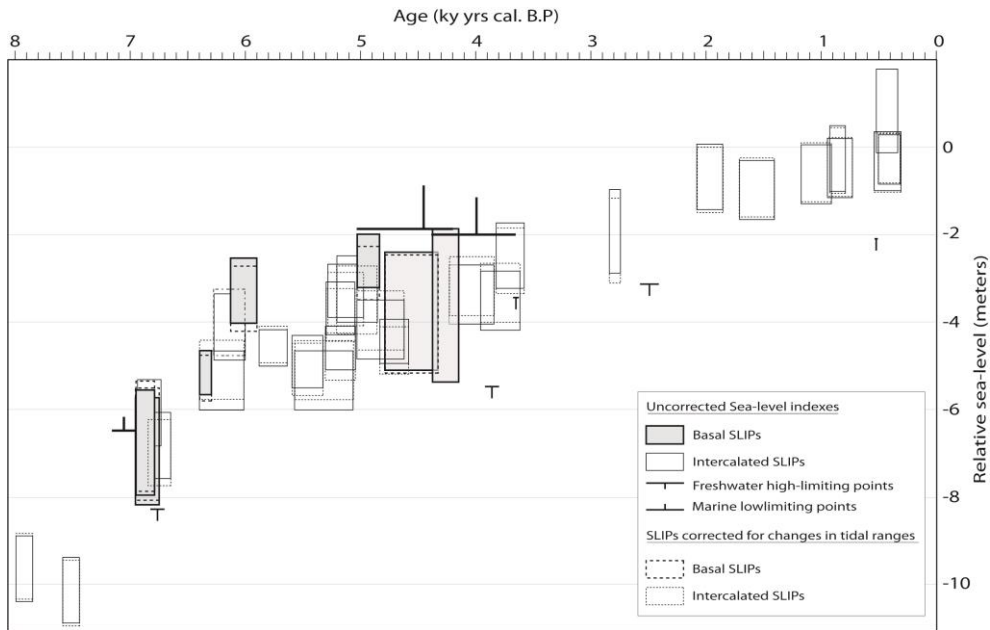 Age (ky yrs cal. B.P)
8 7 6 5 4 3 2 1 0
0
-2
-4
-6
-8
-10
Relative sea-level (meters)
Uncorrected Sea-level indexes
Basal SLIPs
Intercalated SLIPs
Freshwater high-limiting points
Marine lowlimiting points
SLIPs corrected for changes in tidal ranges
Basal SLIPs
Intercalated SLIPs